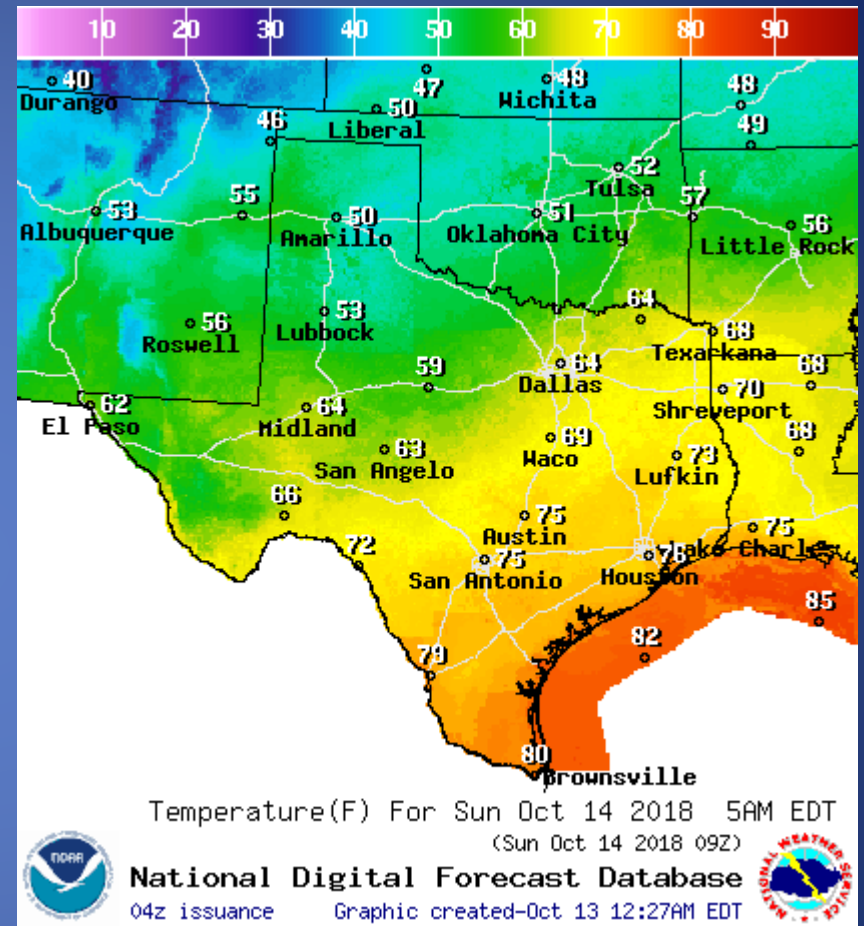 10 20 30 40 50 60 70 80 90
40
Durango
47
48
Wichita
48
50
Liberal
46
49
52
Tulsa
53
Albuquerque
55
50
Amarillo
51
Oklahoma City
57
56
Little Rock
56
Roswell
53
Lubbock
64
68
Texarkana
59
64
Dallas
68
70
Shreveport
62
El Paso
64
Midland
63
San Angelo
69
Waco
73
Lufkin
68
66
75
Austin
75
72
75
San Antonio
Houston
85
82
79
80
Brownsville
Temperature(F) For Sun Oct 14 2018 5AM EDT
(Sun Oct 14 2018 09Z)
National Digital Forecast Database
04z issuance Graphic created-Oct 13 12:27AM EDT
NOAA
NATIONAL WEATHER SERVICE